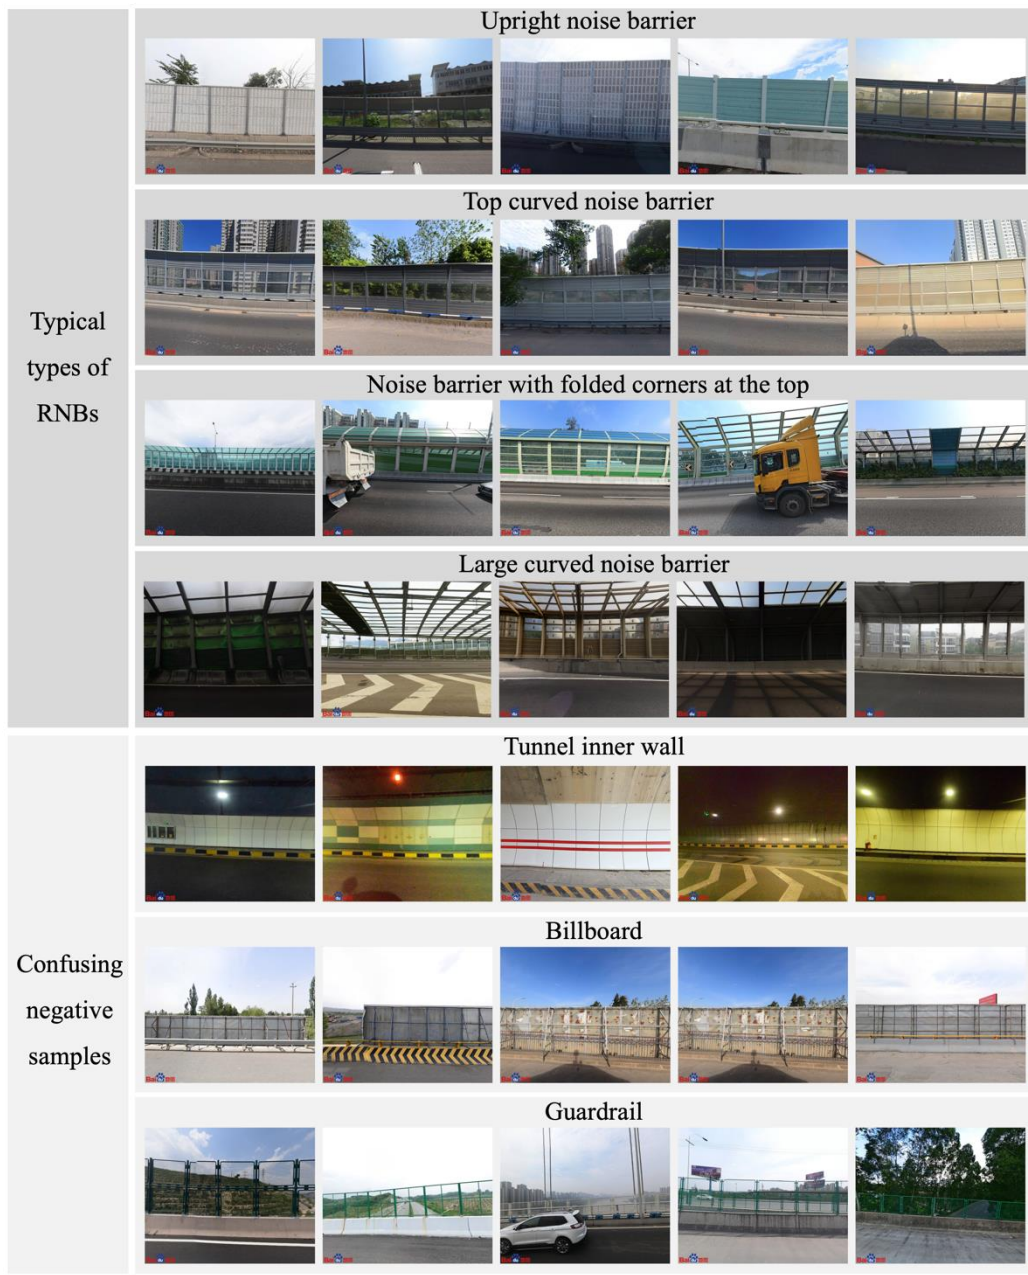 Upright noise barrier
Top curved noise barrier
Typical
types of
RNBs
Noise barrier with folded corners at the top
Large curved noise barrier
Tunnel inner wall
Billboard
Confusing
negative
samples
Guardrail